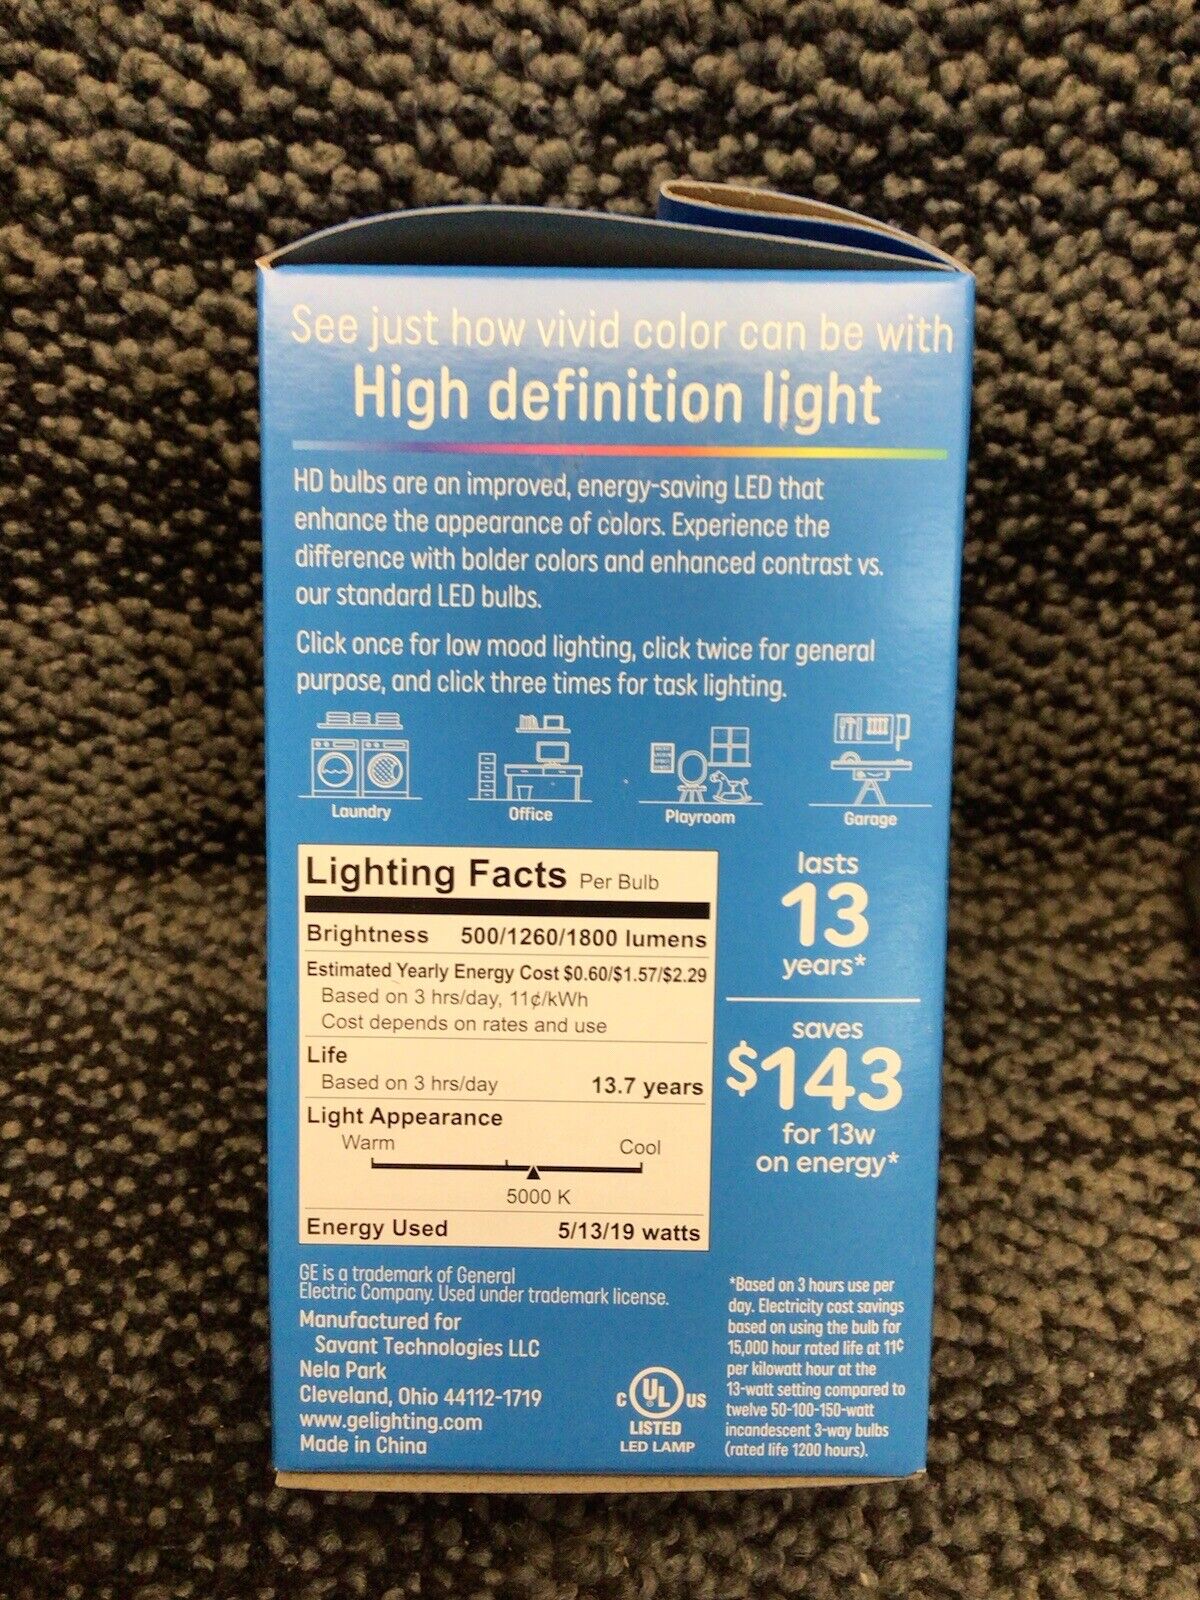 See just how vivid color can be with
High definition light
HD bulbs are an improved, energy-saving LED that
enhance the appearance of colors. Experience the
difference with bolder colors and enhanced contrast vs.
our standard LED bulbs.
Click once for low mood lighting, click twice for general
purpose, and click three times for task lighting.
Laundry
Office
Playroom
Garage
Lighting Facts Per Bulb
Brightness 500/1260/1800 lumens
Estimated Yearly Energy Cost $0.60/$1.57/$2.29
Based on 3 hrs/day, 11¢/kWh
Cost depends on rates and use
Life
Based on 3 hrs/day 13.7 years
Light Appearance
Warm Cool
5000 K
Energy Used 5/13/19 watts
lasts
13
years*
saves
$143
for 13w
on energy*
GE is a trademark of General
Electric Company. Used under trademark license.
Manufactured for
Savant Technologies LLC
Nela Park
Cleveland, Ohio 44112-1719
www.gelighting.com
Made in China
C UL US
LISTED
LED LAMP
*Based on 3 hours use per
day. Electricity cost savings
based on using the bulb for
15,000 hour rated life at 11¢
per kilowatt hour at the
13-watt setting compared to
twelve 50-100-150-watt
incandescent 3-way bulbs
(rated life 1200 hours).